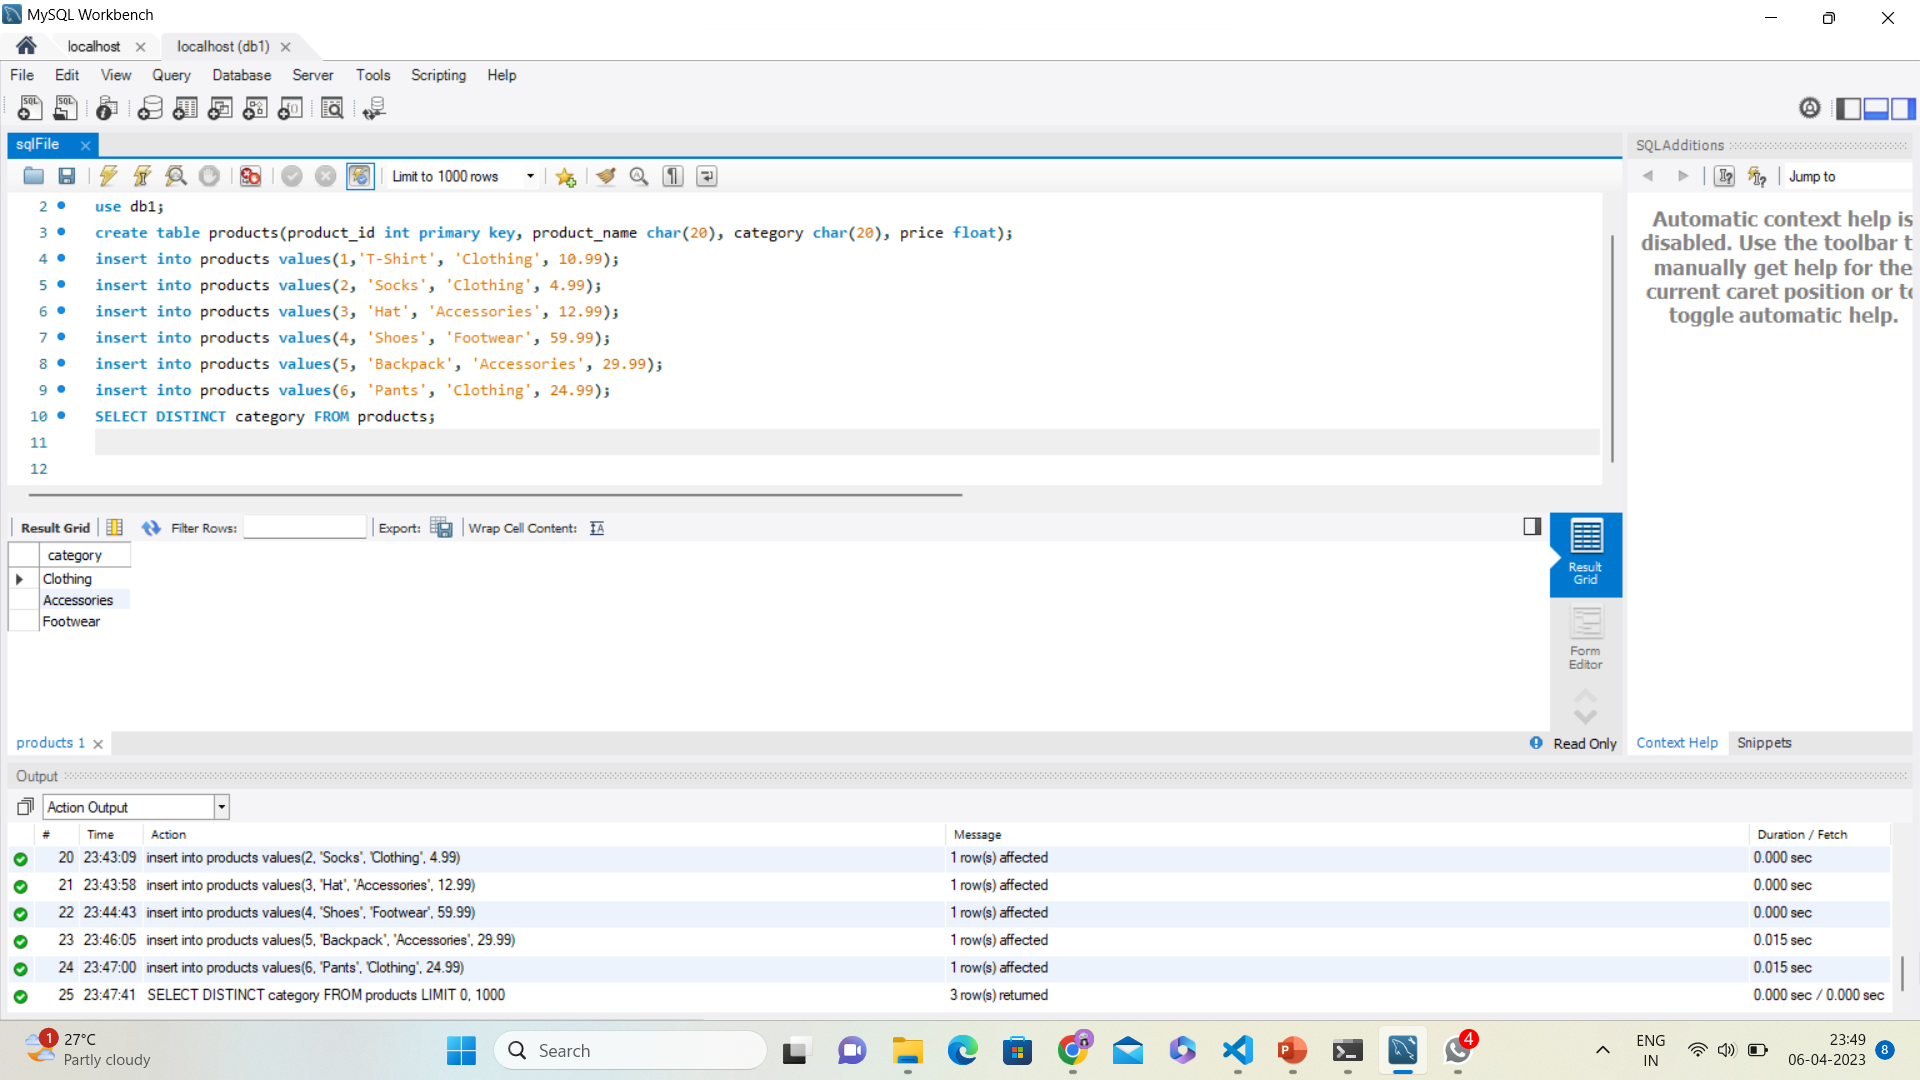 MySQL Workbench
localhost
localhost (db1)
File Edit View Query Database Server Tools Scripting Help
sqlFile
SQLAdditions
Limit to 1000 rows
Jump to
2 use db1;
3 create table products(product_id int primary key, product_name char(20), category char(20), price float);
4 insert into products values(1,'T-Shirt', 'Clothing', 10.99);
5 insert into products values(2, 'Socks', 'Clothing', 4.99);
6 insert into products values(3, 'Hat', 'Accessories', 12.99);
7 insert into products values(4, 'Shoes', 'Footwear', 59.99);
8 insert into products values(5, 'Backpack', 'Accessories', 29.99);
9 insert into products values(6, 'Pants', 'Clothing', 24.99);
10 SELECT DISTINCT category FROM products;
11
12
Automatic context help is
disabled. Use the toolbar t
manually get help for the
current caret position or to
toggle automatic help.
Result Grid Filter Rows: Export: Wrap Cell Content:
category
Clothing
Accessories
Footwear
Result
Grid
Form
Editor
products 1
Read Only
Context Help Snippets
Output
Action Output
# Time Action Message Duration / Fetch
20 23:43:09 insert into products values(2, 'Socks', 'Clothing', 4.99) 1 row(s) affected 0.000 sec
21 23:43:58 insert into products values(3, 'Hat', 'Accessories', 12.99) 1 row(s) affected 0.000 sec
22 23:44:43 insert into products values(4, 'Shoes', 'Footwear', 59.99) 1 row(s) affected 0.000 sec
23 23:46:05 insert into products values(5, 'Backpack', 'Accessories', 29.99) 1 row(s) affected 0.015 sec
24 23:47:00 insert into products values(6, 'Pants', 'Clothing', 24.99) 1 row(s) affected 0.015 sec
25 23:47:41 SELECT DISTINCT category FROM products LIMIT 0, 1000 3 row(s) returned 0.000 sec / 0.000 sec
1
27°C
Partly cloudy
Search
4
ENG
IN
23:49
06-04-2023
8